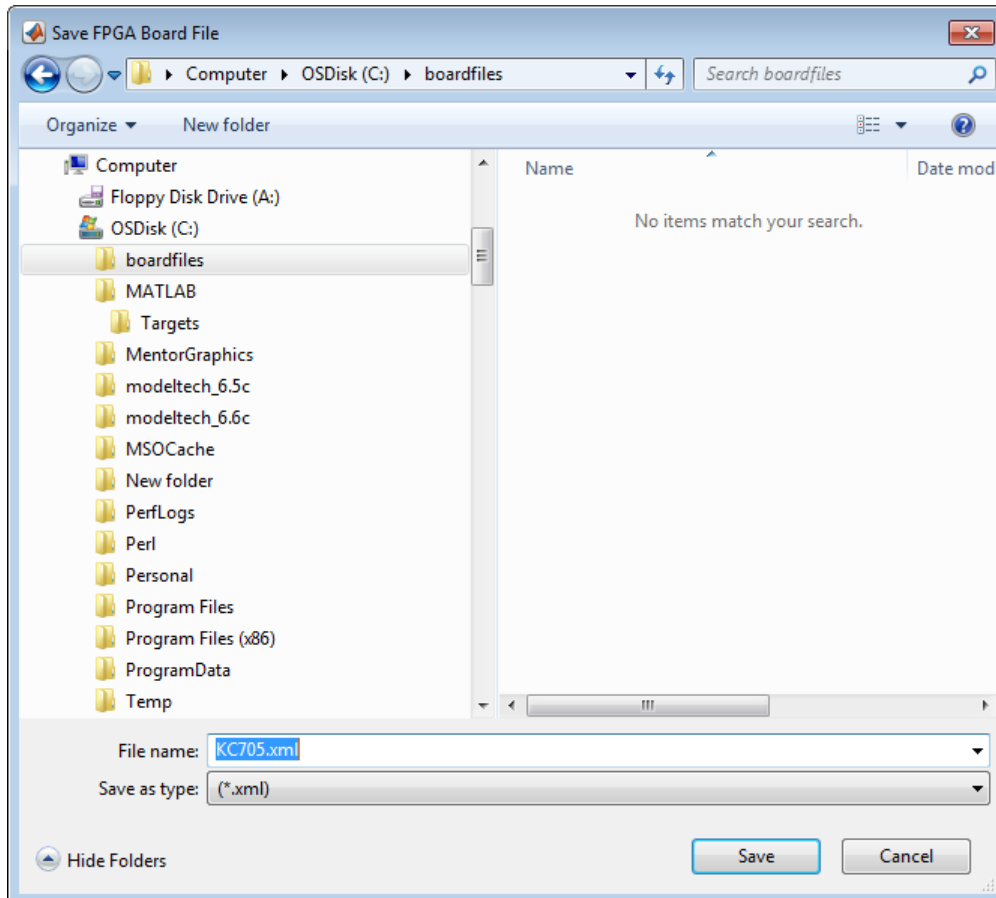 Save FPGA Board File
Computer OSDisk (C:) boardfiles Search boardfiles
Organize New folder
Computer
Floppy Disk Drive (A:)
OSDisk (C:)
boardfiles
MATLAB
Targets
MentorGraphics
modeltech_6.5c
modeltech_6.6c
MSOCache
New folder
PerfLogs
Perl
Personal
Program Files
Program Files (x86)
ProgramData
Temp
Name Date mod
No items match your search.
File name: KC705.xml
Save as type: (*.xml)
Hide Folders Save Cancel